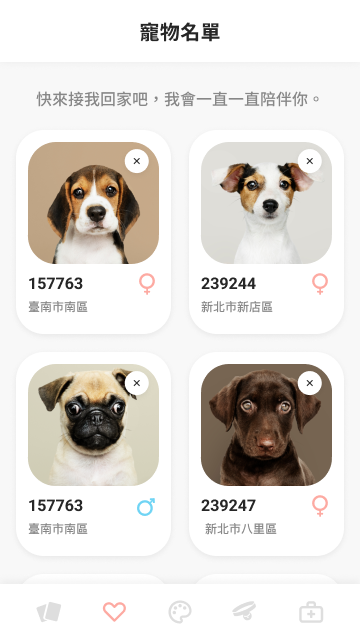 寵物名單
快來接我回家吧，我會一直一直陪伴你。
157763
臺南市南區
239244
新北市新店區
157763
臺南市南區
239247
新北市八里區